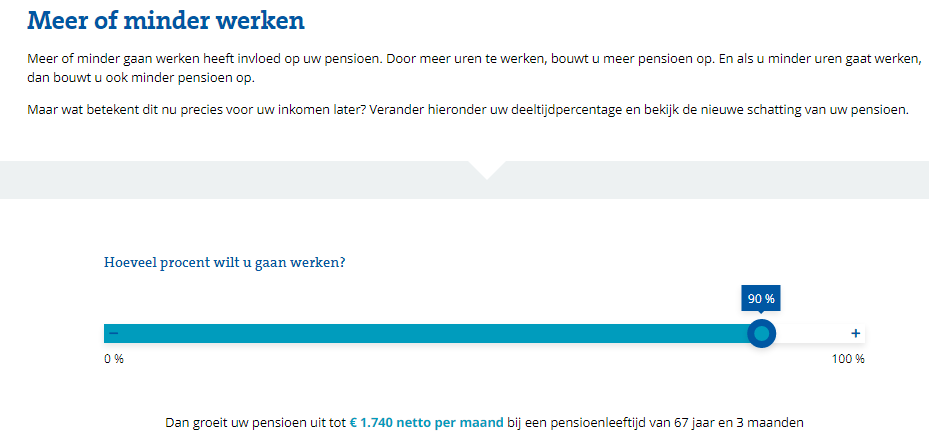 Meer of minder werken
Meer of minder gaan werken heeft invloed op uw pensioen. Door meer uren te werken, bouwt u meer pensioen op. En als u minder uren gaat werken,
dan bouwt u ook minder pensioen op.
Maar wat betekent dit nu precies voor uw inkomen later? Verander hieronder uw deeltijdpercentage en bekijk de nieuwe schatting van uw pensioen.
Hoeveel procent wilt u gaan werken?
90 %
− +
0 % 100 %
Dan groeit uw pensioen uit tot € 1.740 netto per maand bij een pensioenleeftijd van 67 jaar en 3 maanden